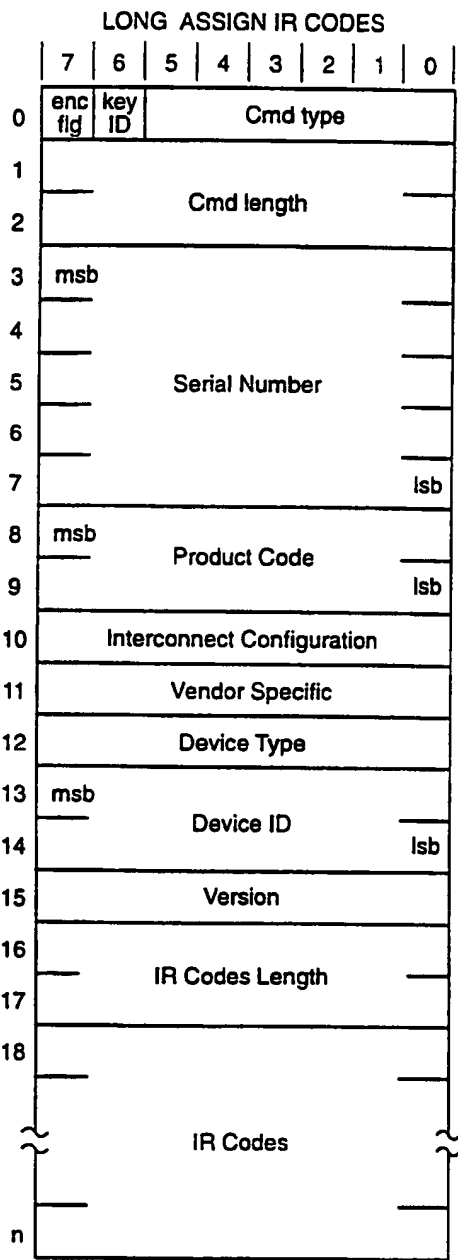 LONG ASSIGN IR CODES
7 6 5 4 3 2 1 0
0 enc flg key ID Cmd type
1
Cmd length
2
3 msb
4
5 Serial Number
6
7 lsb
8 msb
Product Code
9 lsb
10 Interconnect Configuration
11 Vendor Specific
12 Device Type
13 msb
Device ID
14 lsb
15 Version
16
IR Codes Length
17
18
IR Codes
n